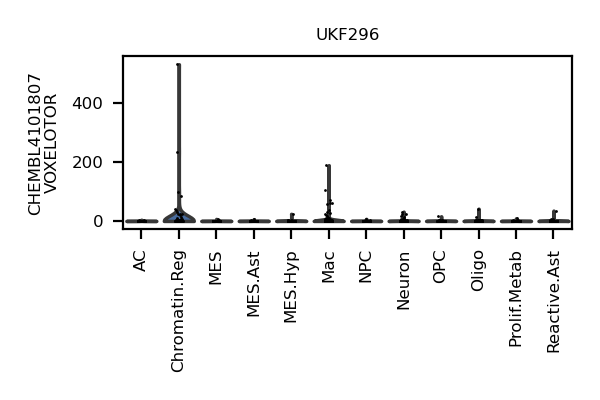 UKF296
CHEMBL4101807
VOXELOTOR
400
200
0
AC
Chromatin.Reg
MES
MES.Ast
MES.Hyp
Mac
NPC
Neuron
OPC
Oligo
Prolif.Metab
Reactive.Ast